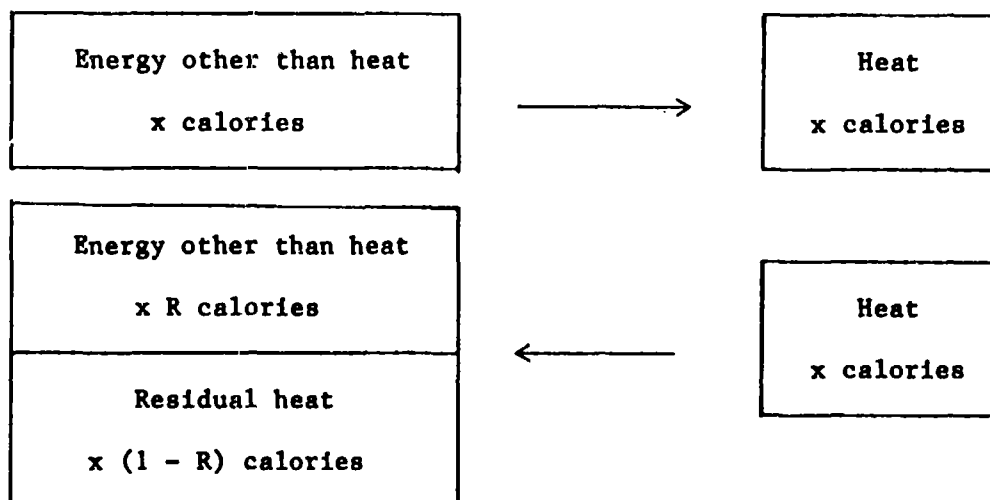 Energy other than heat
x calories
Heat
x calories
Energy other than heat
x R calories
Residual heat
x (1 - R) calories
Heat
x calories